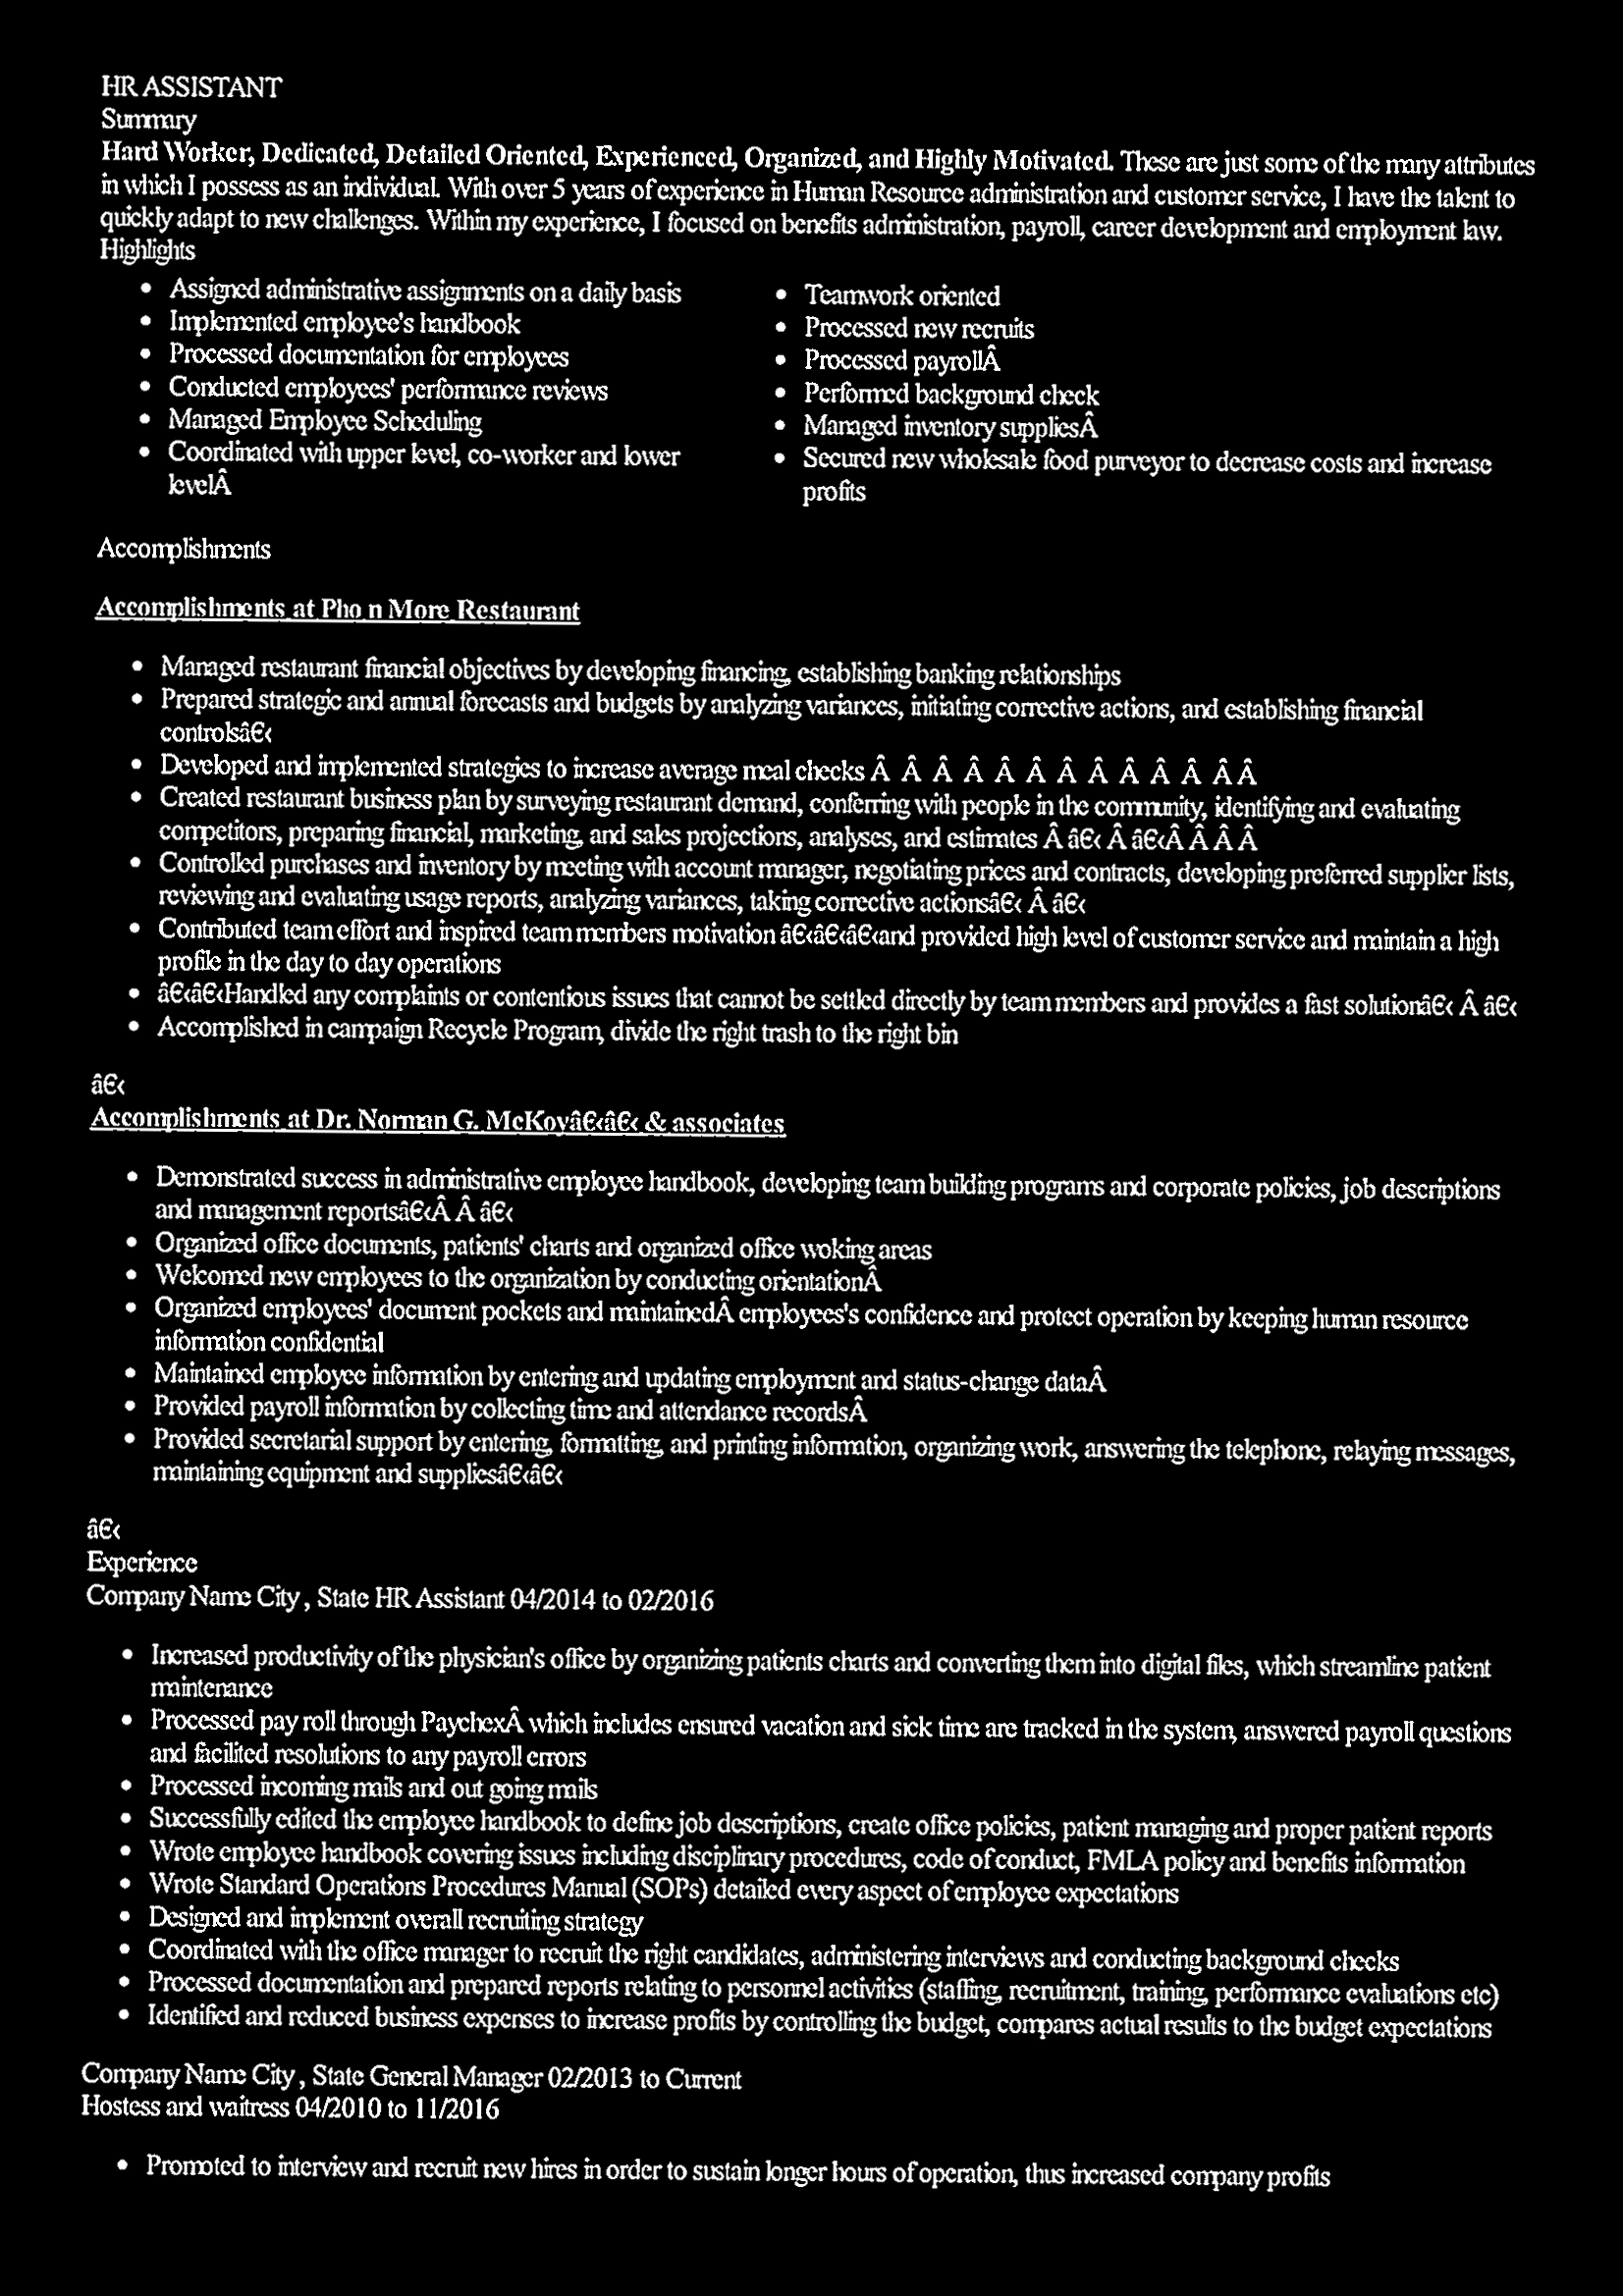 HR ASSISTANT
Summary
Hard Worker, Dedicated, Detailed Oriented, Experienced, Organized, and Highly Motivated. These are just some of the many attributes
in which I possess as an individual. With over 5 years of experience in Human Resource administration and customer service, I have the talent to
quickly adapt to new challenges. Within my experience, I focused on benefits administration, payroll, career development and employment law.
Highlights
• Assigned administrative assignments on a daily basis
• Implemented employee's handbook
• Processed documentation for employees
• Conducted employees' performance reviews
• Managed Employee Scheduling
• Coordinated with upper level, co-worker and lower
levelÂ
• Teamwork oriented
• Processed new recruits
• Processed payrollÂ
• Performed background check
• Managed inventory suppliesÂ
• Secured new wholesale food purveyor to decrease costs and increase
profits
Accomplishments
Accomplishments at Pho n More Restaurant
• Managed restaurant financial objectives by developing financing, establishing banking relationships
• Prepared strategic and annual forecasts and budgets by analyzing variances, initiating corrective actions, and establishing financial
controlsâ€‹
• Developed and implemented strategies to increase average meal checks Â Â Â Â Â Â Â Â Â Â Â Â Â
• Created restaurant business plan by surveying restaurant demand, conferring with people in the community, identifying and evaluating
competitors, preparing financial, marketing, and sales projections, analyses, and estimates Â â€‹ Â â€‹Â Â Â Â
• Controlled purchases and inventory by meeting with account manager, negotiating prices and contracts, developing preferred supplier lists,
reviewing and evaluating usage reports, analyzing variances, taking corrective actionsâ€‹ Â â€‹
• Contributed team effort and inspired team members motivation â€‹â€‹â€‹and provided high level of customer service and maintain a high
profile in the day to day operations
• â€‹â€‹Handled any complaints or contentious issues that cannot be settled directly by team members and provides a fast solutionâ€‹ Â â€‹
• Accomplished in campaign Recycle Program, divide the right trash to the right bin
â€‹
Accomplishments at Dr. Norman G. McKoyâ€‹â€‹ & associates
• Demonstrated success in administrative employee handbook, developing team building programs and corporate policies, job descriptions
and management reportsâ€‹Â Â â€‹
• Organized office documents, patients' charts and organized office woking areas
• Welcomed new employees to the organization by conducting orientationÂ
• Organized employees' document pockets and maintainedÂ employees's confidence and protect operation by keeping human resource
information confidential
• Maintained employee information by entering and updating employment and status-change dataÂ
• Provided payroll information by collecting time and attendance recordsÂ
• Provided secretarial support by entering, formatting, and printing information, organizing work, answering the telephone, relaying messages,
maintaining equipment and suppliesâ€‹â€‹
â€‹
Experience
Company Name City , State HR Assistant 04/2014 to 02/2016
• Increased productivity of the physician's office by organizing patients charts and converting them into digital files, which streamline patient
maintenance
• Processed pay roll through PaychexÂ which includes ensured vacation and sick time are tracked in the system, answered payroll questions
and facilited resolutions to any payroll errors
• Processed incoming mails and out going mails
• Successfully edited the employee handbook to define job descriptions, create office policies, patient managing and proper patient reports
• Wrote employee handbook covering issues including disciplinary procedures, code of conduct, FMLA policy and benefits information
• Wrote Standard Operations Procedures Manual (SOPs) detailed every aspect of employee expectations
• Designed and implement overall recruiting strategy
• Coordinated with the office manager to recruit the right candidates, administering interviews and conducting background checks
• Processed documentation and prepared reports relating to personnel activities (staffing, recruitment, training, performance evaluations etc)
• Identified and reduced business expenses to increase profits by controlling the budget, compares actual results to the budget expectations
Company Name City , State General Manager 02/2013 to Current
Hostess and waitress 04/2010 to 11/2016
• Promoted to interview and recruit new hires in order to sustain longer hours of operation, thus increased company profits